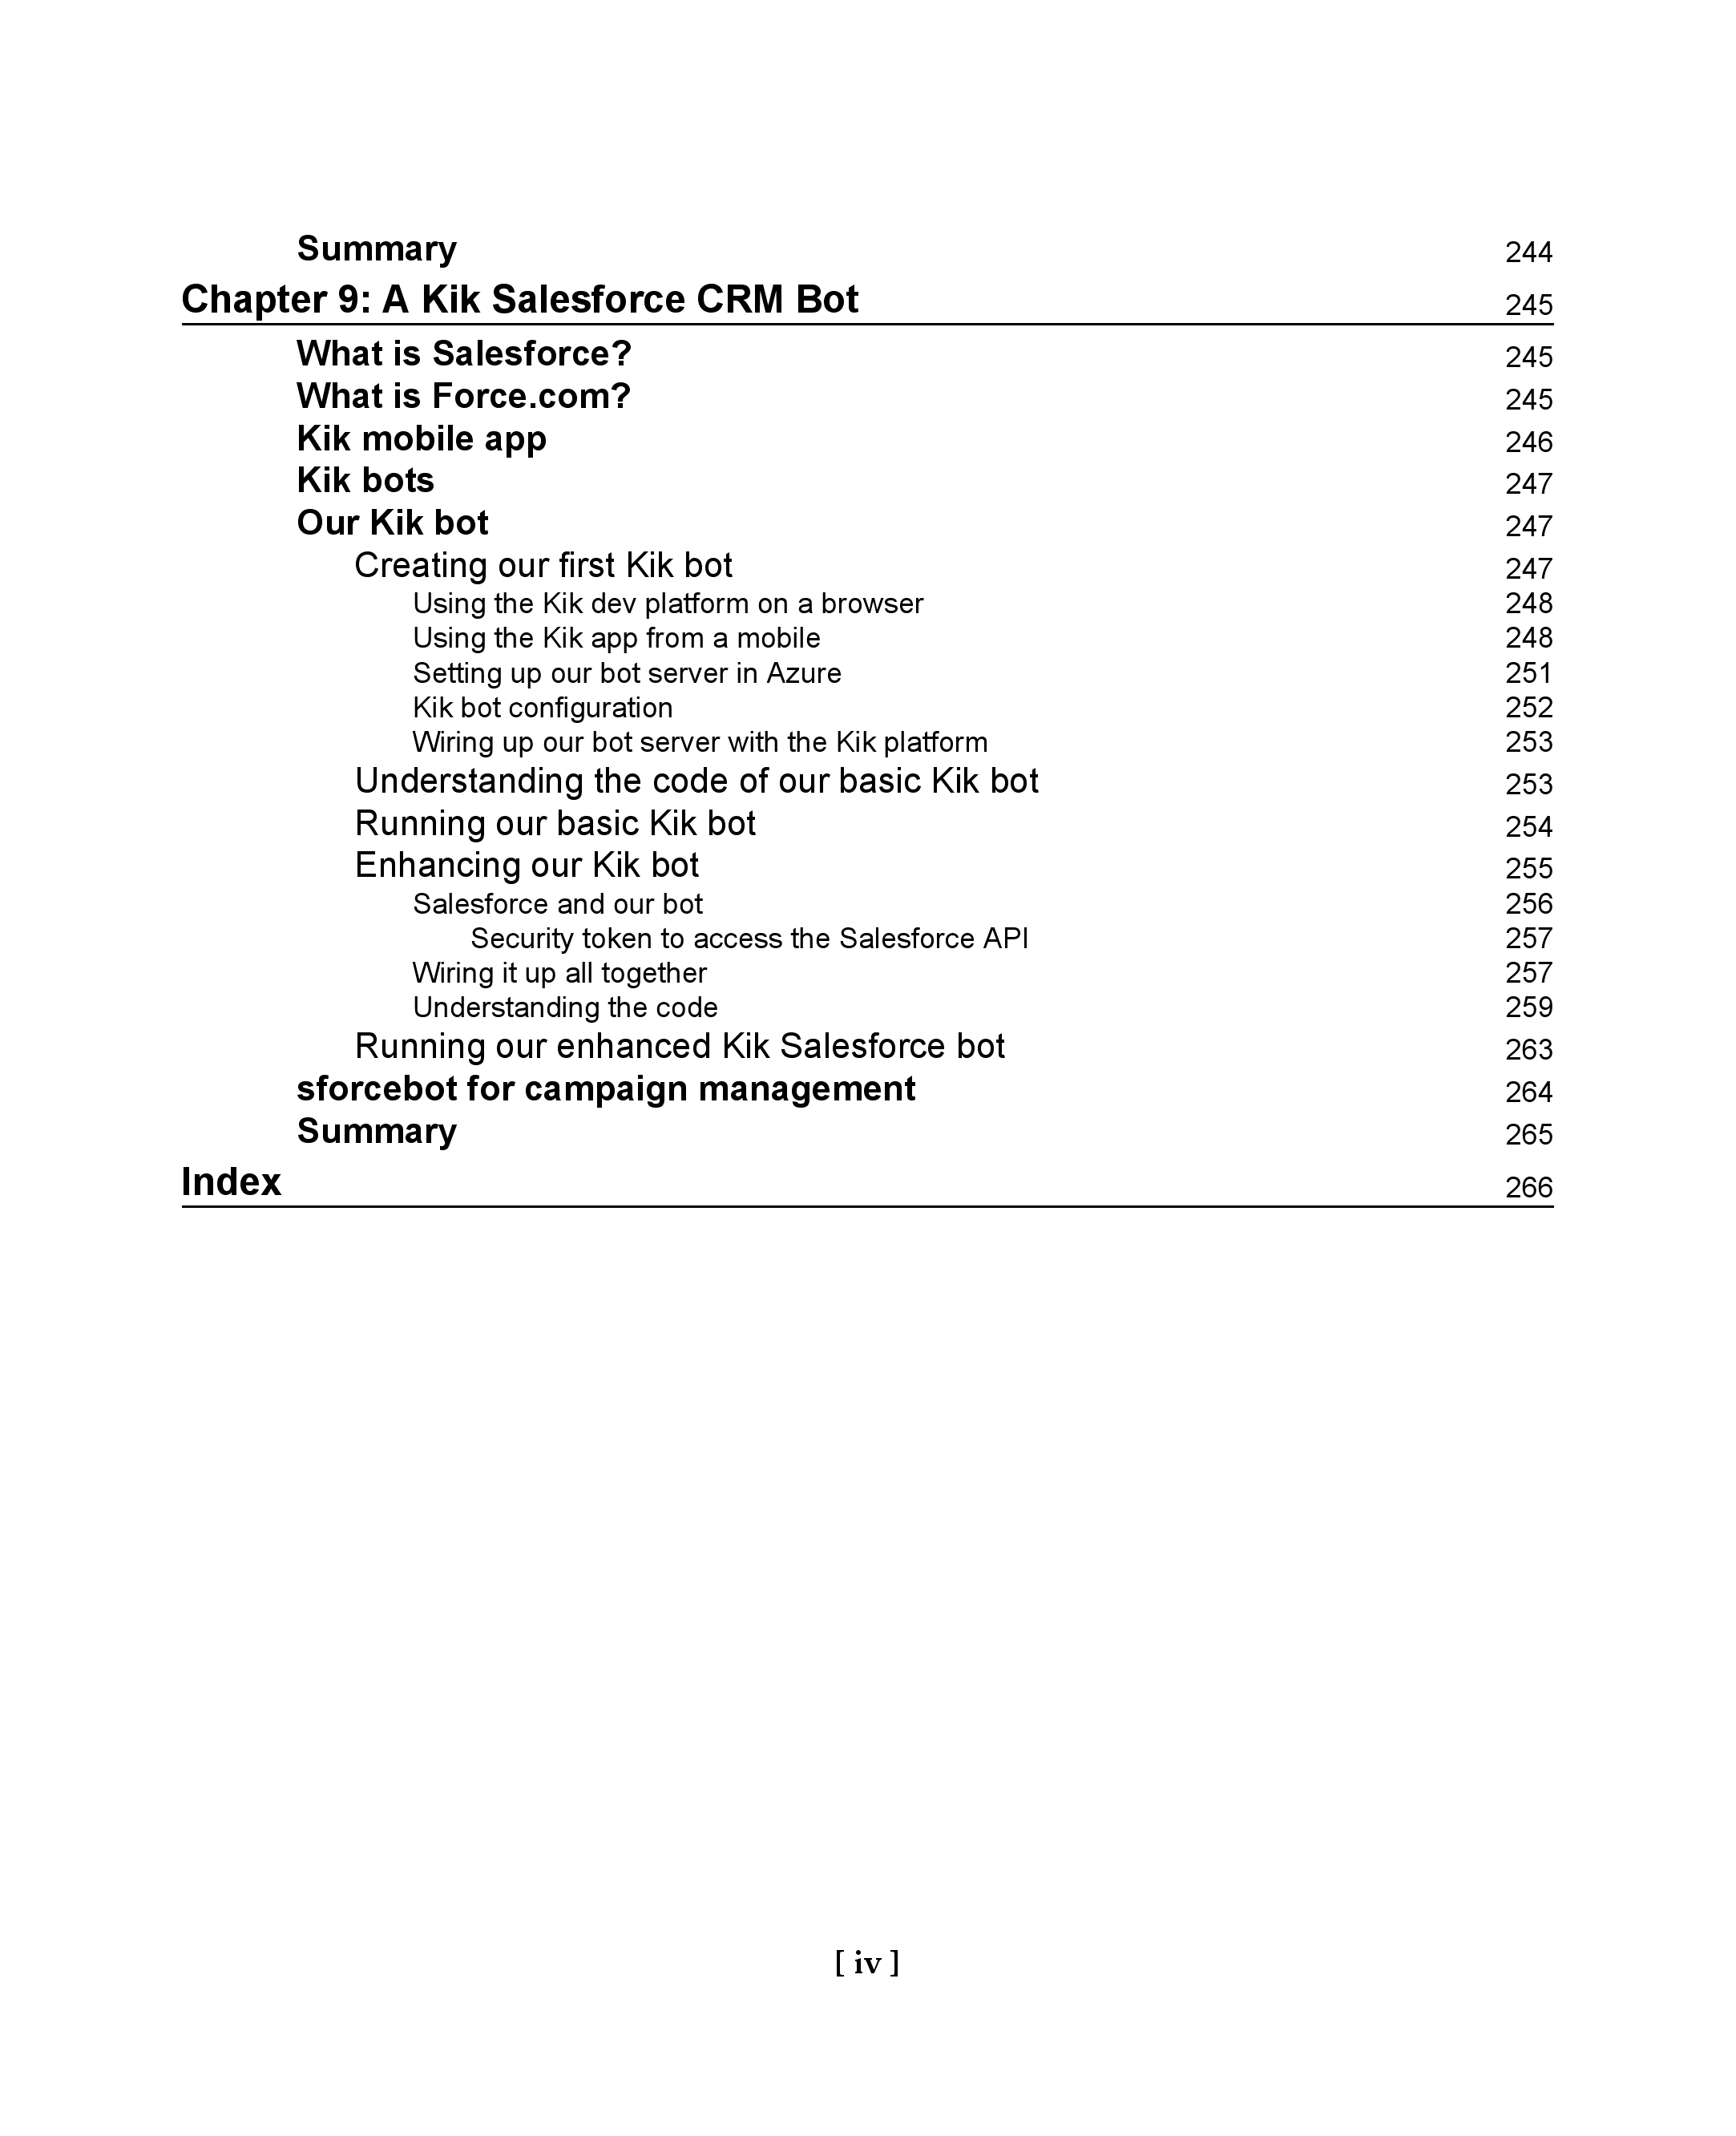 Summary 244
Chapter 9: A Kik Salesforce CRM Bot 245
What is Salesforce? 245
What is Force.com? 245
Kik mobile app 246
Kik bots 247
Our Kik bot 247
Creating our first Kik bot 247
Using the Kik dev platform on a browser 248
Using the Kik app from a mobile 248
Setting up our bot server in Azure 251
Kik bot configuration 252
Wiring up our bot server with the Kik platform 253
Understanding the code of our basic Kik bot 253
Running our basic Kik bot 254
Enhancing our Kik bot 255
Salesforce and our bot 256
Security token to access the Salesforce API 257
Wiring it up all together 257
Understanding the code 259
Running our enhanced Kik Salesforce bot 263
sforcebot for campaign management 264
Summary 265
Index 266
[ iv ]